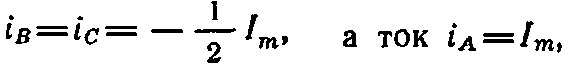 i_B = i_C = − 1/2 I_m, а ток i_A = I_m,